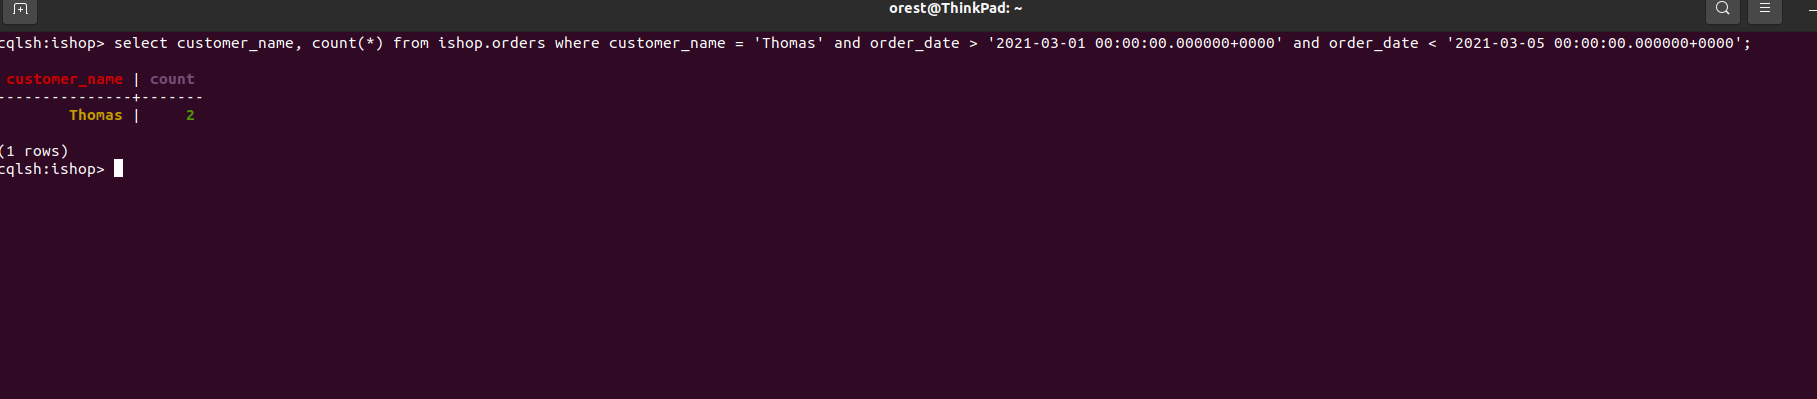 orest@ThinkPad: ~
cqlsh:ishop> select customer_name, count(*) from ishop.orders where customer_name = 'Thomas' and order_date > '2021-03-01 00:00:00.000000+0000' and order_date < '2021-03-05 00:00:00.000000+0000';
customer_name | count
---------------+-------
Thomas | 2
(1 rows)
cqlsh:ishop>